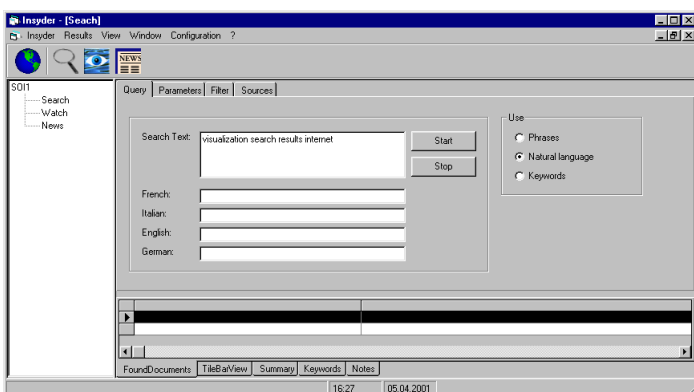 Insyder - [Seach]
Insyder Results View Window Configuration ?
NEWS
SOI1
Search
Watch
News
Query Parameters Filter Sources
Search Text: visualization search results internet
Start
Stop
French:
Italian:
English:
German:
Use
Phrases
Natural language
Keywords
FoundDocuments TileBarView Summary Keywords Notes
16:27 05.04.2001